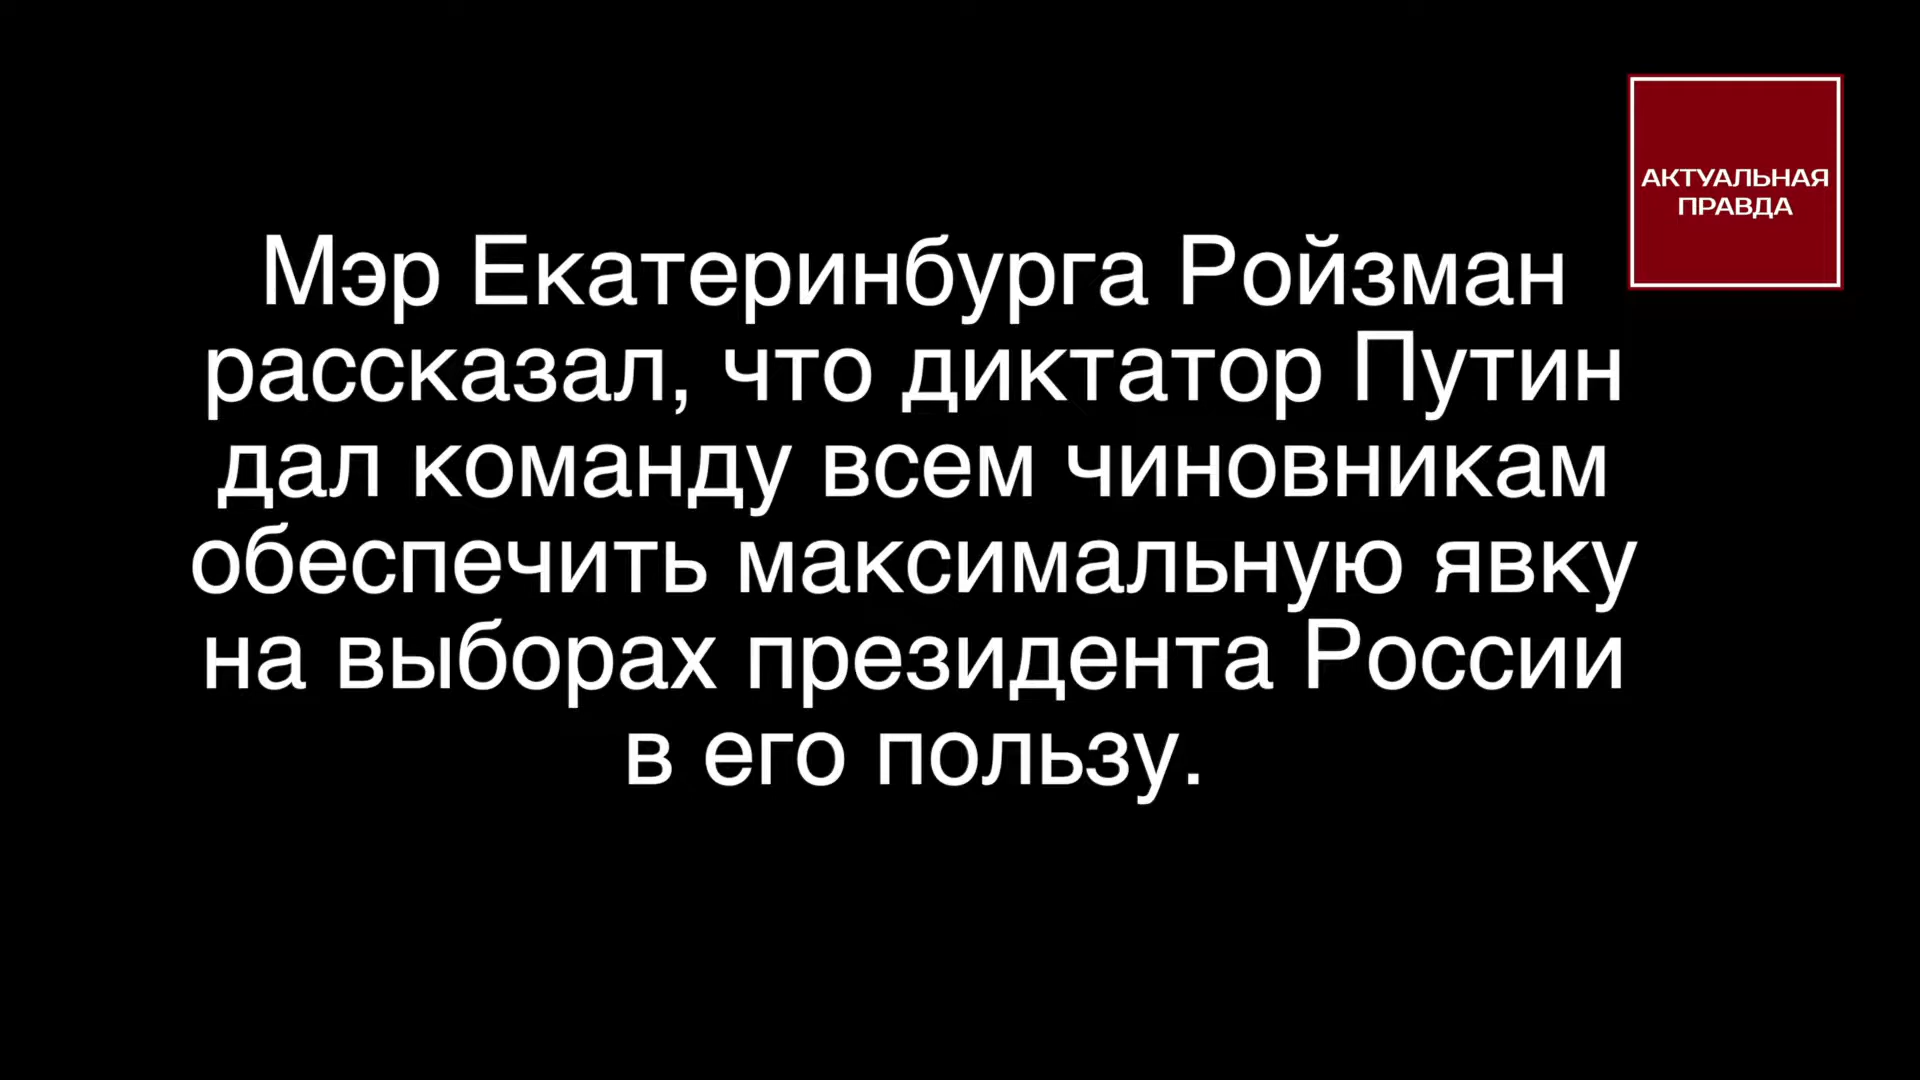 АКТУАЛЬНАЯ
ПРАВДА
Мэр Екатеринбурга Ройзман
рассказал, что диктатор Путин
дал команду всем чиновникам
обеспечить максимальную явку
на выборах президента России
в его пользу.